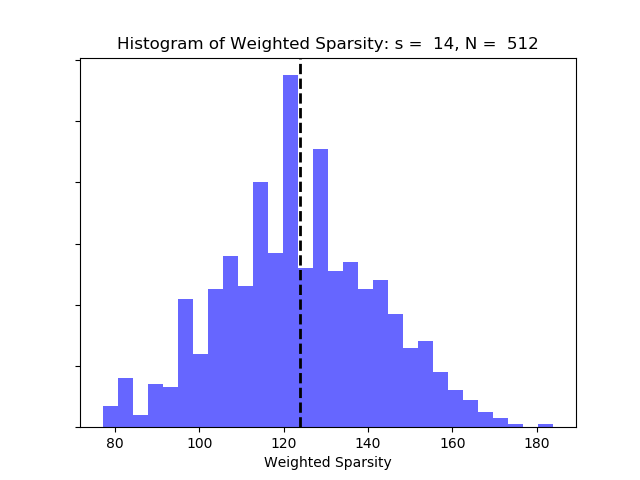 Histogram of Weighted Sparsity: s =  14, N =  512
80 100 120 140 160 180
Weighted Sparsity